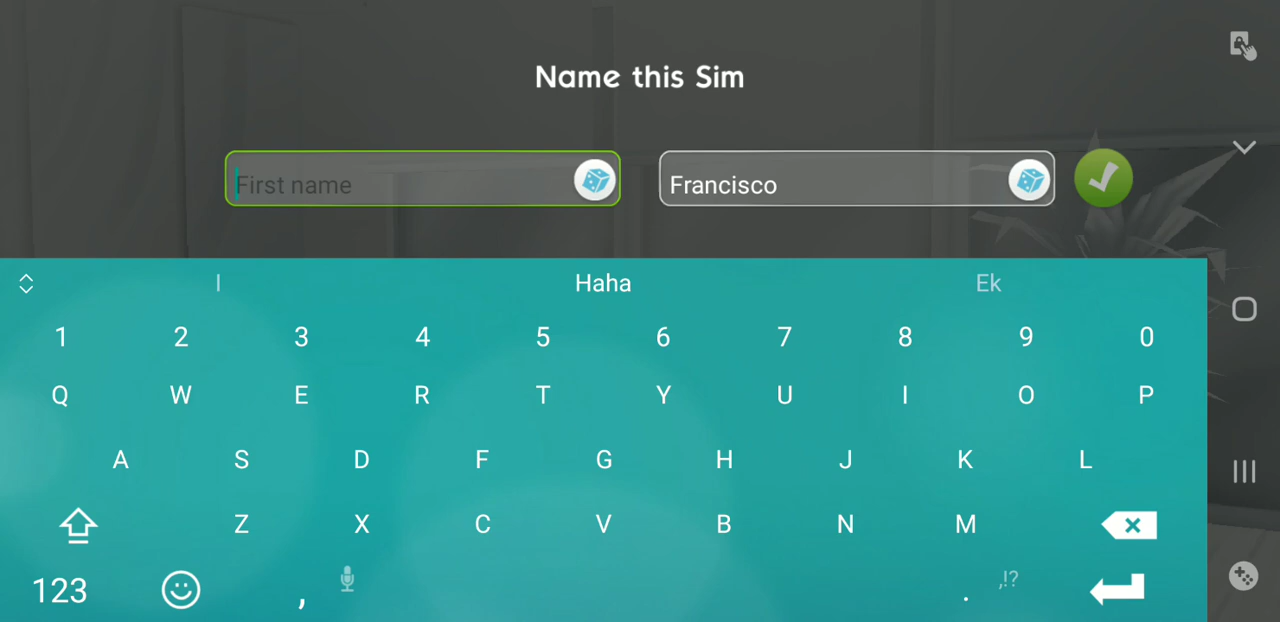 Name this Sim
First name Francisco
I Haha Ek
1 2 3 4 5 6 7 8 9 0
Q W E R T Y U I O P
A S D F G H J K L
Z X C V B N M
123 , . ,!?